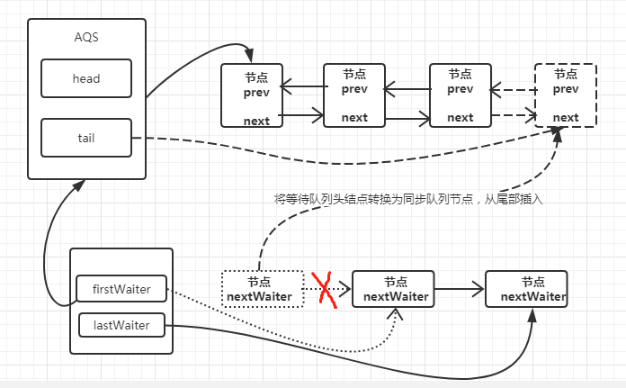 AQS
head
tail
节点
prev
next
节点
prev
next
节点
prev
next
节点
prev
next
将等待队列头结点转换为同步队列节点，从尾部插入
firstWaiter
lastWaiter
节点
nextWaiter
节点
nextWaiter
节点
nextWaiter